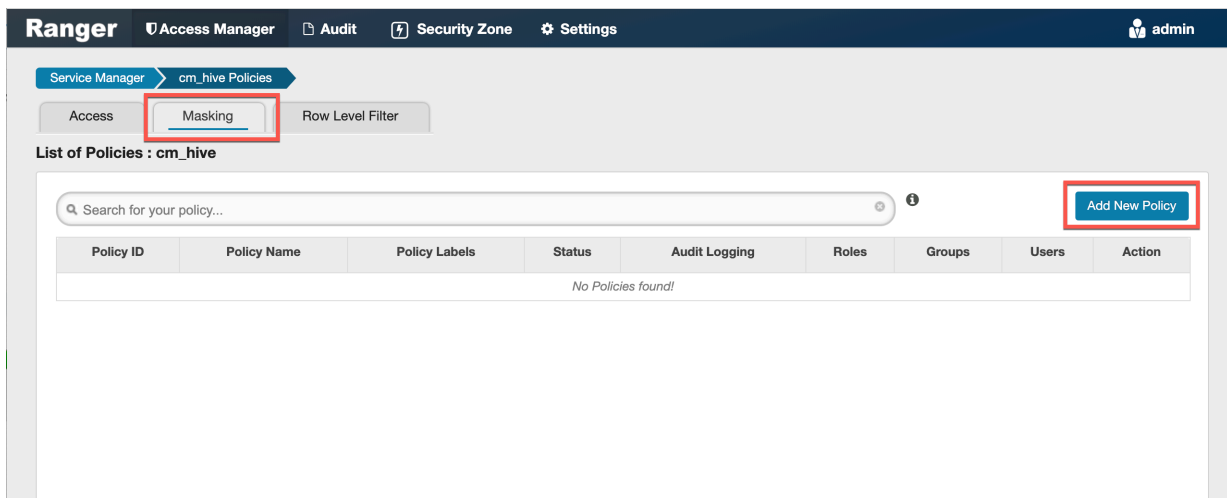 Ranger Access Manager Audit Security Zone Settings admin
Service Manager cm_hive Policies
Access Masking Row Level Filter
List of Policies : cm_hive
Search for your policy... Add New Policy
Policy ID Policy Name Policy Labels Status Audit Logging Roles Groups Users Action
No Policies found!